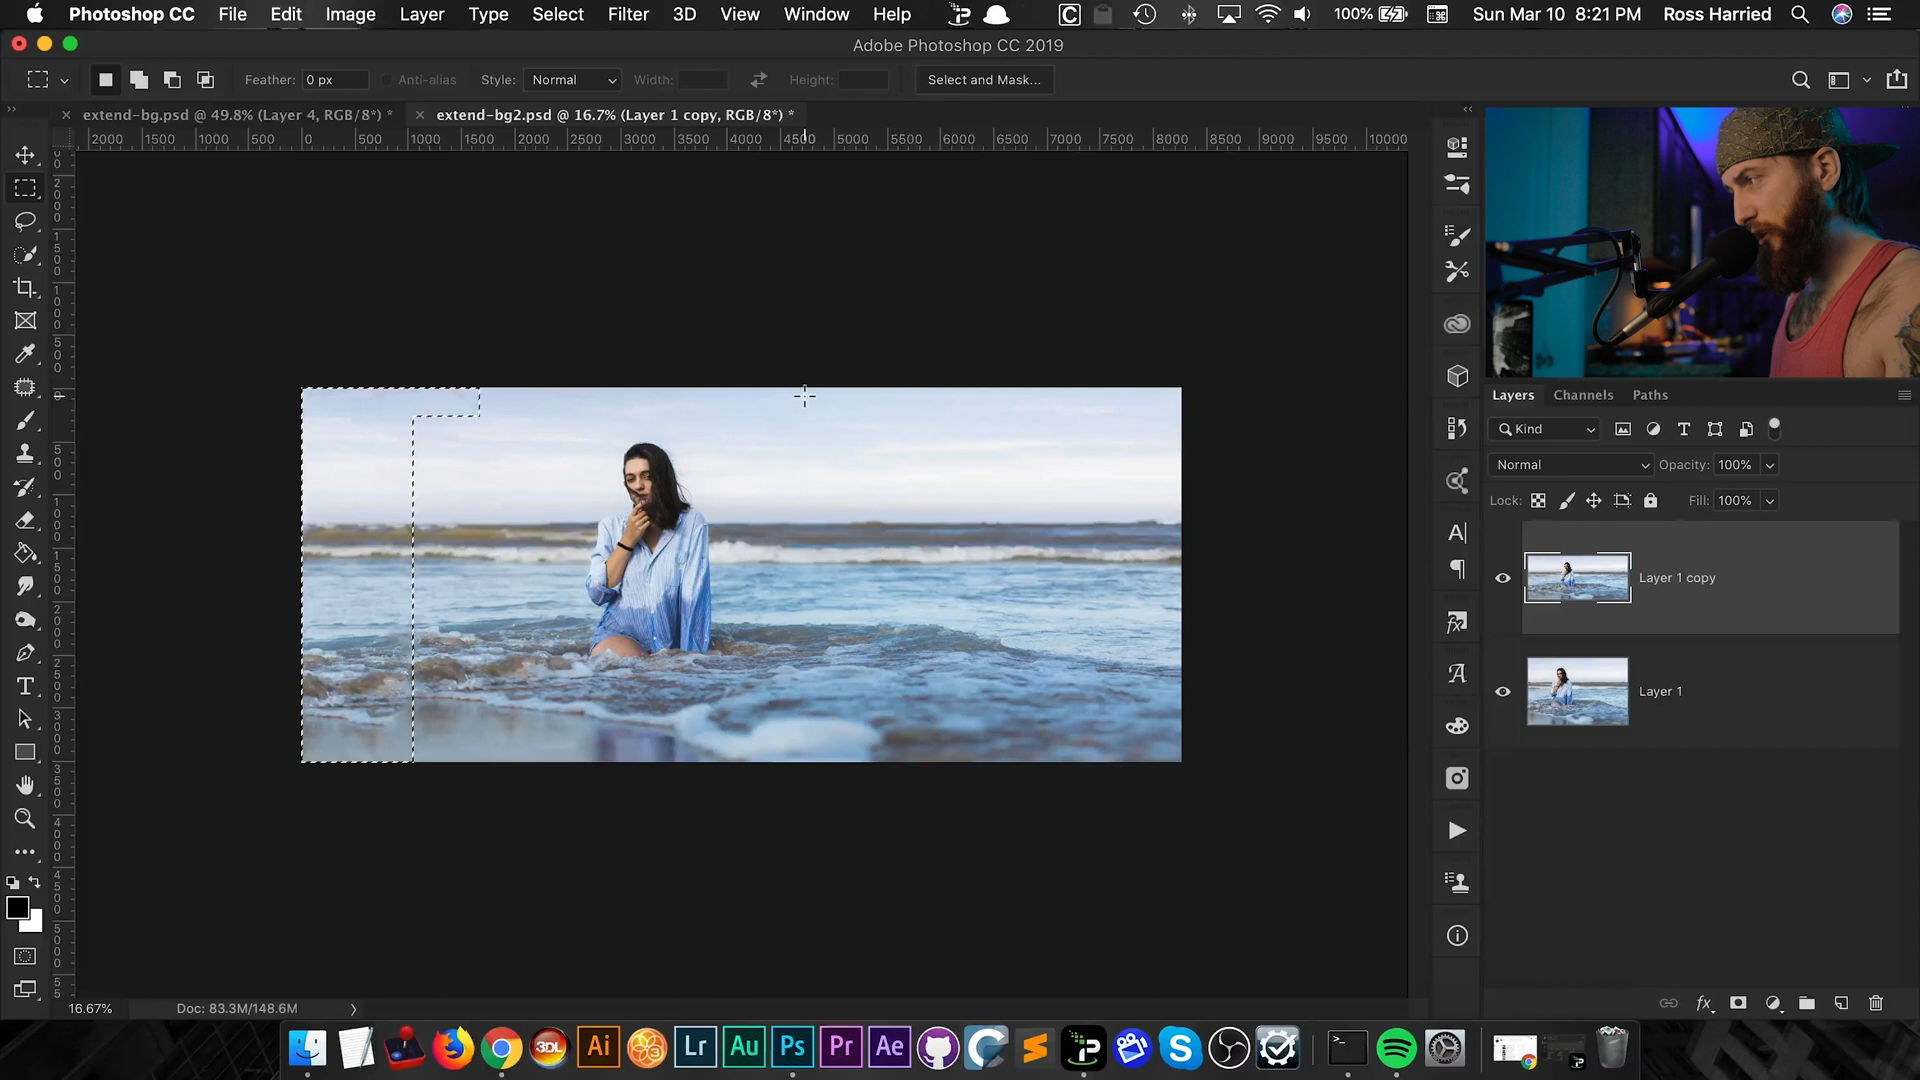 Photoshop CC File Edit Image Layer Type Select Filter 3D View Window Help 100% Sun Mar 10 8:21 PM Ross Harried
Adobe Photoshop CC 2019
Feather: 0 px Anti-alias Style: Normal Width: Height: Select and Mask...
extend-bg.psd @ 49.8% (Layer 4, RGB/8*) * extend-bg2.psd @ 16.7% (Layer 1 copy, RGB/8*) *
2000 1500 1000 500 0 500 1000 1500 2000 2500 3000 3500 4000 4500 5000 5500 6000 6500 7000 7500 8000 8500 9000 9500 10000
Layers Channels Paths
Kind
Normal Opacity: 100%
Lock: Fill: 100%
Layer 1 copy
Layer 1
16.67% Doc: 83.3M/148.6M
3DL Ai Lr Au Ps Pr Ae